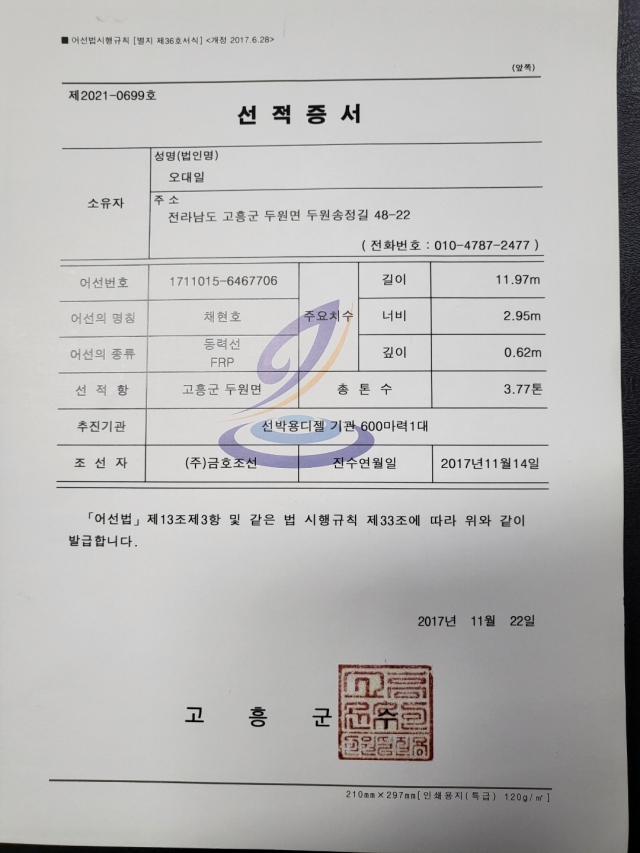 ■ 어선법시행규칙 [별지 제36호서식] <개정 2017.6.28>
(앞쪽)
제2021-0699호
선 적 증 서
소유자
성명(법인명)
오대일
주 소
전라남도 고흥군 두원면 두원송정길 48-22
( 전화번호 : 010-4787-2477 )
어선번호 1711015-6467706 주요치수 길이 11.97m
어선의 명칭 채현호 너비 2.95m
어선의 종류 동력선 FRP 깊이 0.62m
선 적 항 고흥군 두원면 총 톤 수 3.77톤
추진기관 선박용디젤 기관 600마력1대
조 선 자 (주)금호조선 진수연월일 2017년11월14일
「어선법」제13조제3항 및 같은 법 시행규칙 제33조에 따라 위와 같이
발급합니다.
2017년 11월 22일
고 흥 군 수
210mm×297mm[인쇄용지(특급) 120g/㎡]